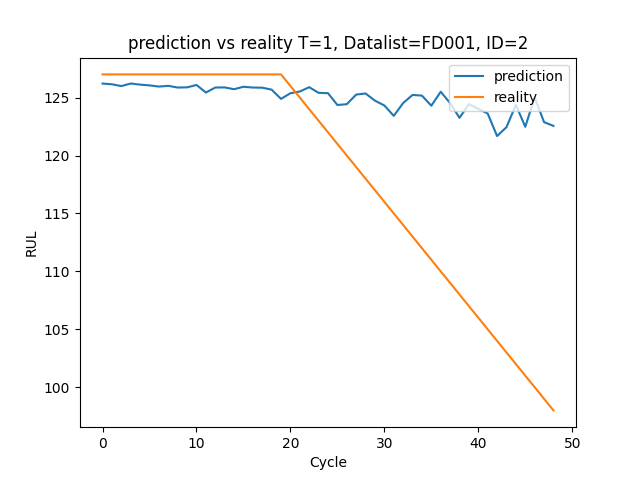 prediction vs reality T=1, Datalist=FD001, ID=2
prediction
reality
RUL
125
120
115
110
105
100
0 10 20 30 40 50
Cycle